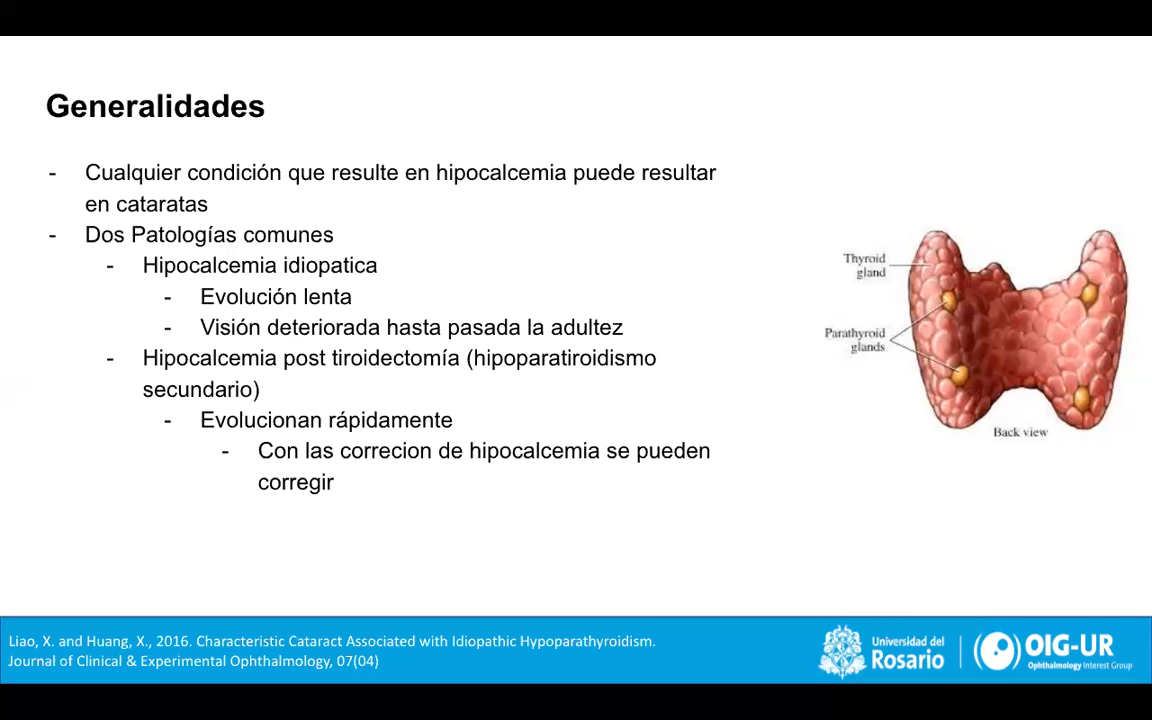 Generalidades
- Cualquier condición que resulte en hipocalcemia puede resultar
en cataratas
- Dos Patologías comunes
- Hipocalcemia idiopatica
- Evolución lenta
- Visión deteriorada hasta pasada la adultez
- Hipocalcemia post tiroidectomía (hipoparatiroidismo
secundario)
- Evolucionan rápidamente
- Con las correcion de hipocalcemia se pueden
corregir
Thyroid
gland
Parathyroid
glands
Back view
Liao, X. and Huang, X., 2016. Characteristic Cataract Associated with Idiopathic Hypoparathyroidism.
Journal of Clinical & Experimental Ophthalmology, 07(04)
Universidad del
Rosario
OIG-UR
Ophthalmology Interest Group